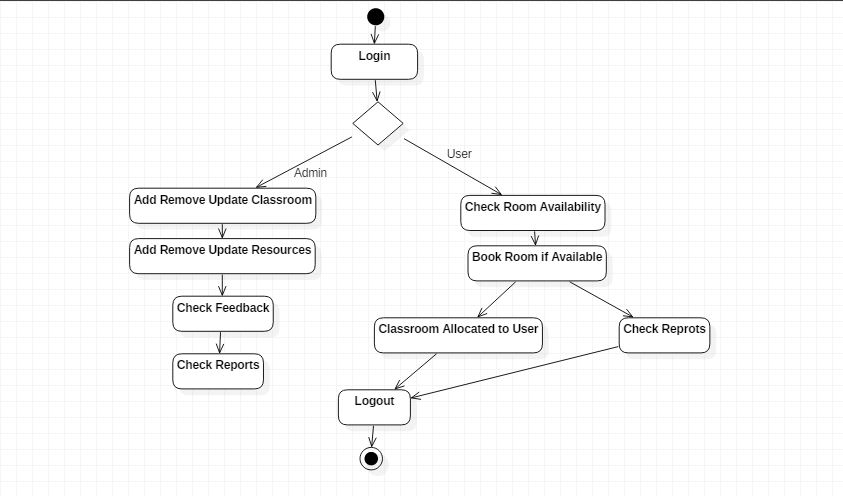 Login
Admin
User
Add Remove Update Classroom
Check Room Availability
Add Remove Update Resources
Book Room if Available
Check Feedback
Classroom Allocated to User
Check Reprots
Check Reports
Logout